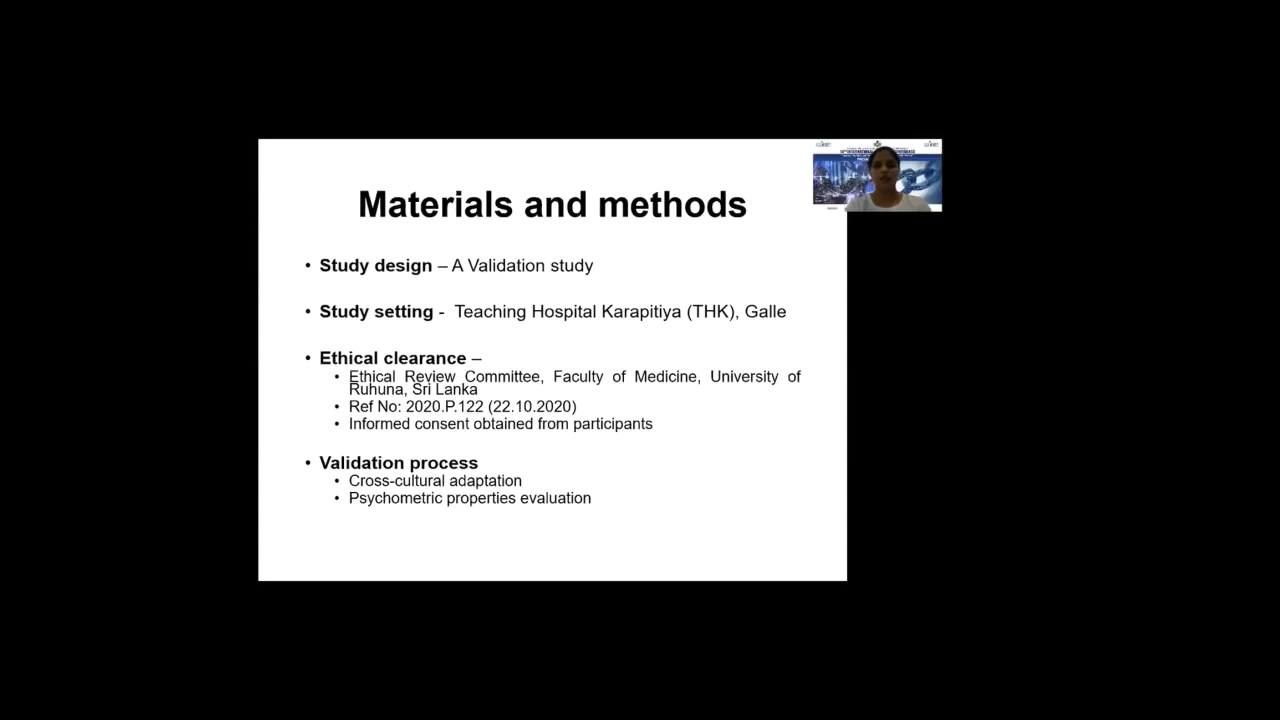 Materials and methods
• Study design – A Validation study
• Study setting - Teaching Hospital Karapitiya (THK), Galle
• Ethical clearance –
• Ethical Review Committee, Faculty of Medicine, University of
Ruhuna, Sri Lanka
• Ref No: 2020.P.122 (22.10.2020)
• Informed consent obtained from participants
• Validation process
• Cross-cultural adaptation
• Psychometric properties evaluation